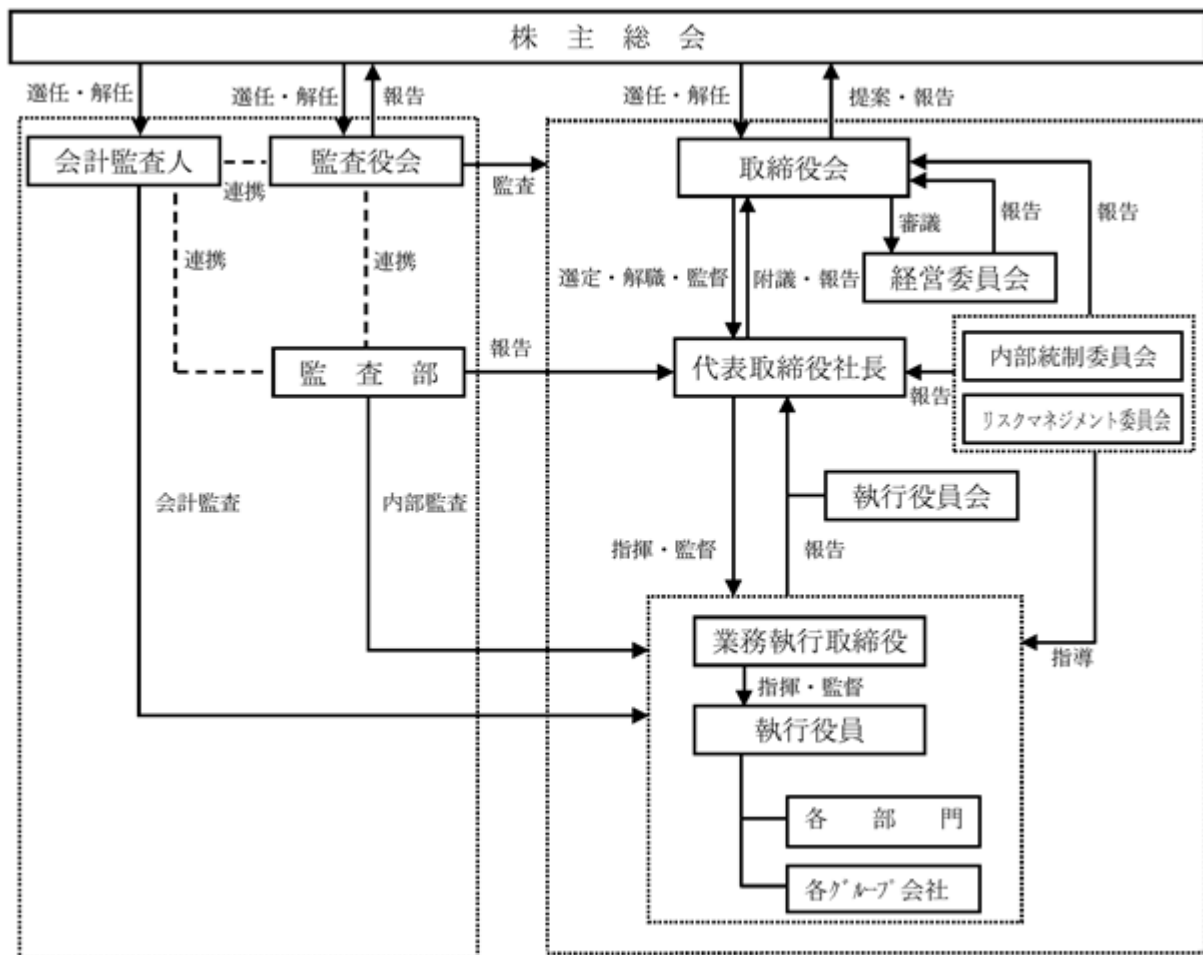 株 主 総 会
選任・解任
選任・解任
報告
選任・解任
提案・報告
会計監査人
監査役会
取締役会
連携
監査
審議
報告
報告
連携
連携
選定・解職・監督
附議・報告
経営委員会
報告
監 査 部
代表取締役社長
内部統制委員会
報告
リスクマネジメント委員会
会計監査
内部監査
執行役員会
指揮・監督
報告
業務執行取締役
指導
指揮・監督
執行役員
各 部 門
各グループ会社